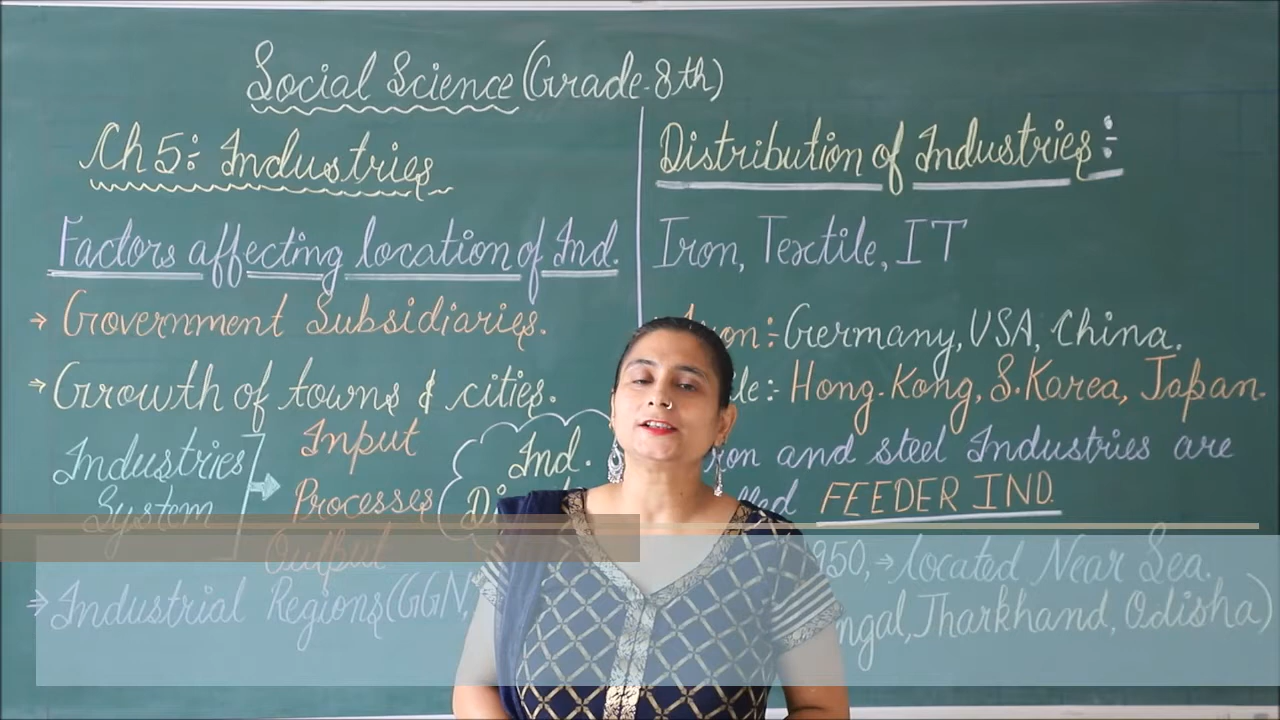 Social Science (Grade-8th)
Ch 5: Industries
Factors affecting location of Ind.
→ Government Subsidiaries.
→ Growth of towns & cities.
Industries
System
Input
Processes
Output
Ind.
→ Industrial Regions (GGN,
Distribution of Industries:
Iron, Textile, IT
:- Germany, USA, China.
:- Hong-Kong, S.Korea, Japan.
and steel Industries are
FEEDER IND.
950, → located Near Sea.
Jharkhand, Odisha)